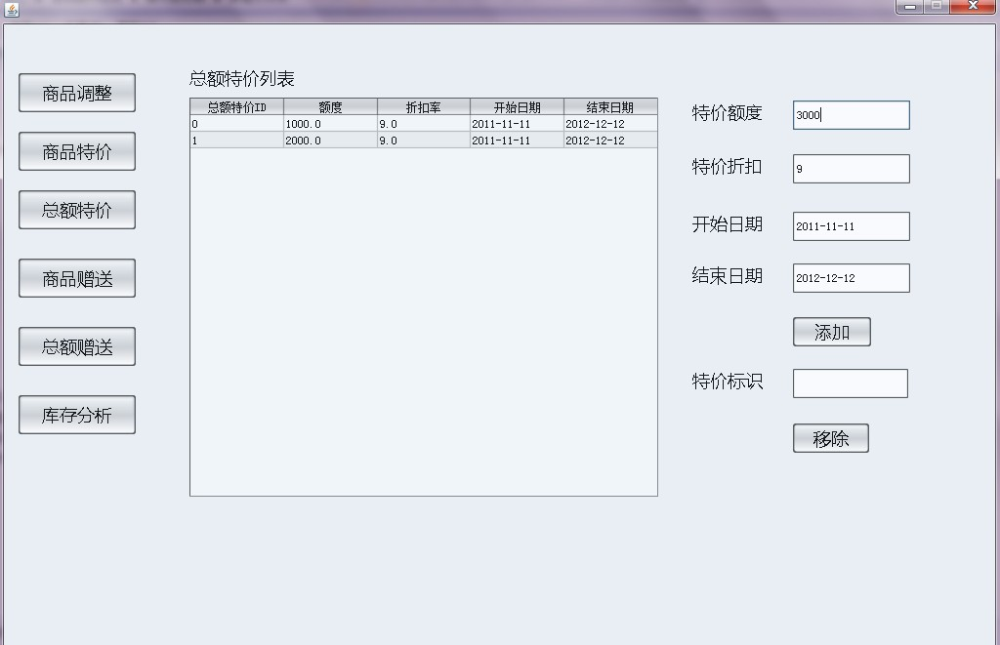 商品调整
商品特价
总额特价
商品赠送
总额赠送
库存分析
总额特价列表
总额特价ID 额度 折扣率 开始日期 结束日期
0 1000.0 9.0 2011-11-11 2012-12-12
1 2000.0 9.0 2011-11-11 2012-12-12
特价额度 3000
特价折扣 9
开始日期 2011-11-11
结束日期 2012-12-12
添加
特价标识
移除